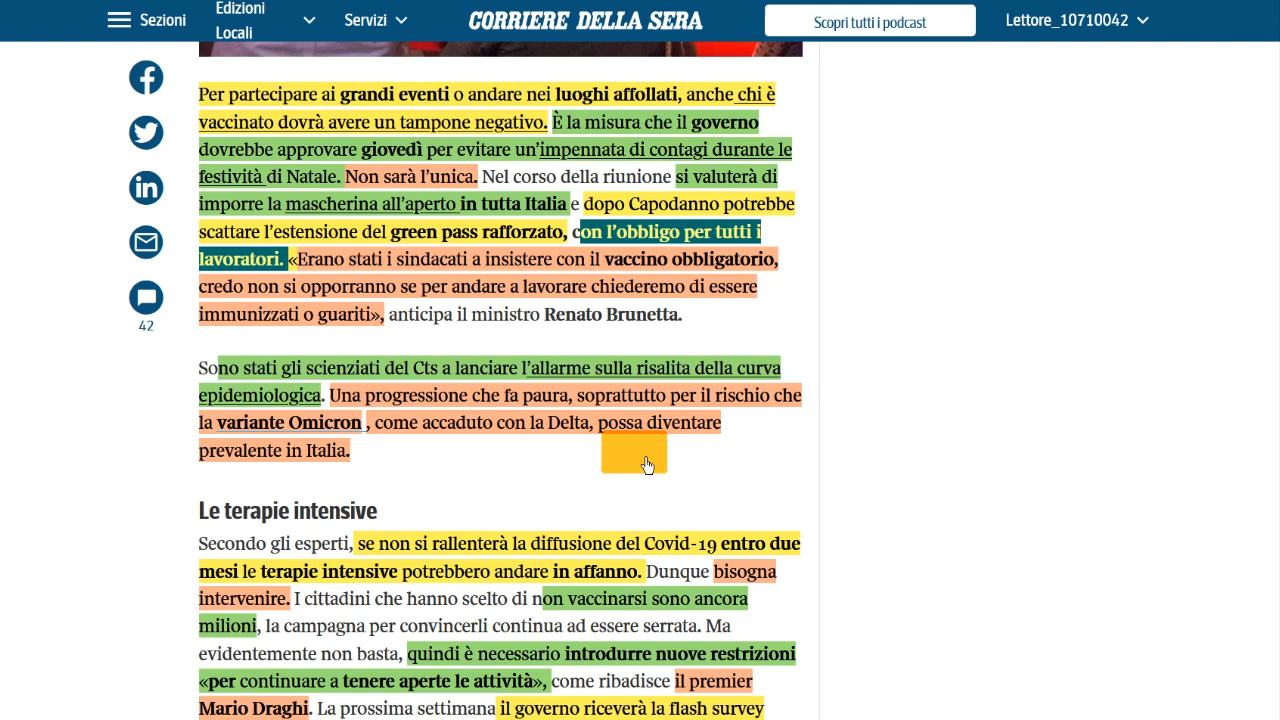 Sezioni
Edizioni
Locali
Servizi
CORRIERE DELLA SERA
Scopri tutti i podcast
Lettore_10710042
Per partecipare ai grandi eventi o andare nei luoghi affollati, anche chi è
vaccinato dovrà avere un tampone negativo. È la misura che il governo
dovrebbe approvare giovedì per evitare un'impennata di contagi durante le
festività di Natale. Non sarà l'unica. Nel corso della riunione si valuterà di
imporre la mascherina all'aperto in tutta Italia e dopo Capodanno potrebbe
scattare l'estensione del green pass rafforzato, con l'obbligo per tutti i
lavoratori. «Erano stati i sindacati a insistere con il vaccino obbligatorio,
credo non si opporranno se per andare a lavorare chiederemo di essere
immunizzati o guariti», anticipa il ministro Renato Brunetta.
42
Sono stati gli scienziati del Cts a lanciare l'allarme sulla risalita della curva
epidemiologica. Una progressione che fa paura, soprattutto per il rischio che
la variante Omicron , come accaduto con la Delta, possa diventare
prevalente in Italia.
Le terapie intensive
Secondo gli esperti, se non si rallenterà la diffusione del Covid-19 entro due
mesi le terapie intensive potrebbero andare in affanno. Dunque bisogna
intervenire. I cittadini che hanno scelto di non vaccinarsi sono ancora
milioni, la campagna per convincerli continua ad essere serrata. Ma
evidentemente non basta, quindi è necessario introdurre nuove restrizioni
«per continuare a tenere aperte le attività», come ribadisce il premier
Mario Draghi. La prossima settimana il governo riceverà la flash survey